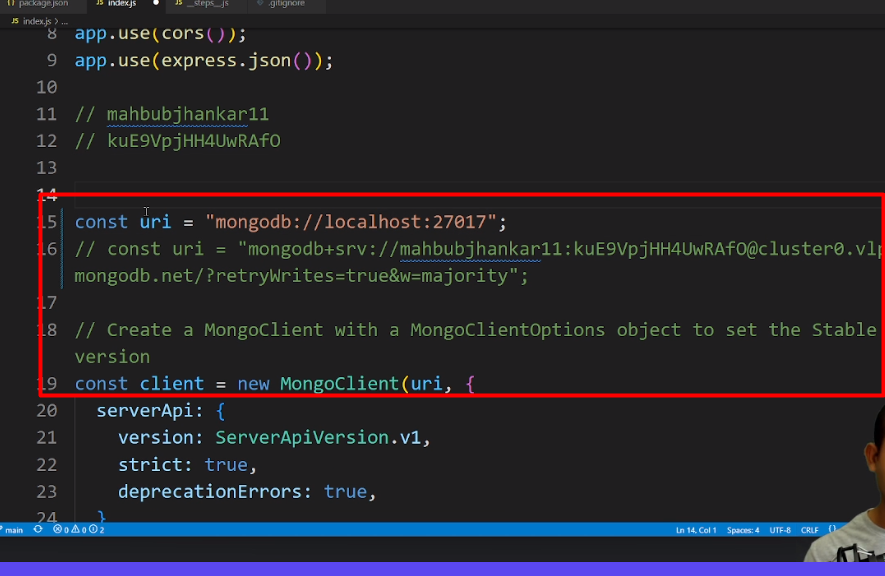 package.json JS index.js JS __steps__.js .gitignore
JS index.js > ...
8 app.use(cors());
9 app.use(express.json());
10
11 // mahbubjhankar11
12 // kuE9VpjHH4UwRAfO
13
14
15 const uri = "mongodb://localhost:27017";
16 // const uri = "mongodb+srv://mahbubjhankar11:kuE9VpjHH4UwRAfO@cluster0.vlp
mongodb.net/?retryWrites=true&w=majority";
17
18 // Create a MongoClient with a MongoClientOptions object to set the Stable
version
19 const client = new MongoClient(uri, {
20 serverApi: {
21 version: ServerApiVersion.v1,
22 strict: true,
23 deprecationErrors: true,
24 }
main 0 0 2 Ln 14, Col 1 Spaces: 4 UTF-8 CRLF {}